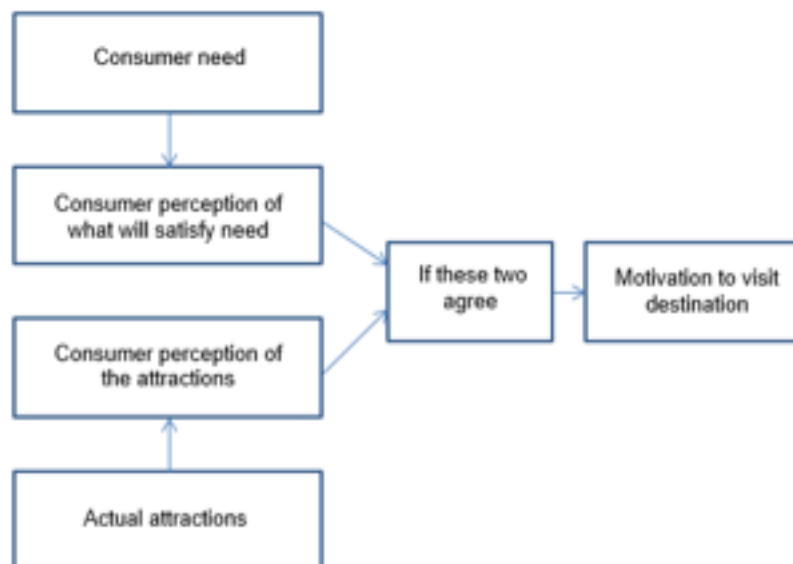 Consumer need
Consumer perception of
what will satisfy need
Consumer perception of
the attractions
Actual attractions
If these two
agree
Motivation to visit
destination